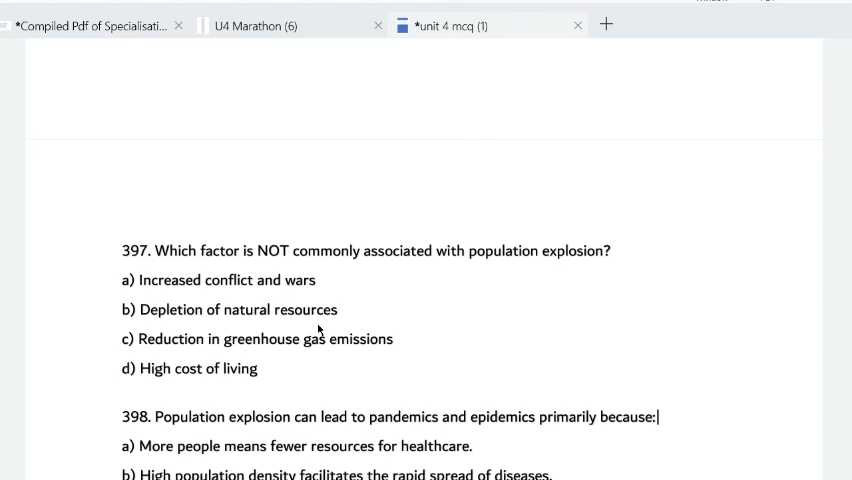 *Compiled Pdf of Specialisati...
U4 Marathon (6)
*unit 4 mcq (1)
397. Which factor is NOT commonly associated with population explosion?
a) Increased conflict and wars
b) Depletion of natural resources
c) Reduction in greenhouse gas emissions
d) High cost of living
398. Population explosion can lead to pandemics and epidemics primarily because:
a) More people means fewer resources for healthcare.
b) High population density facilitates the rapid spread of diseases.